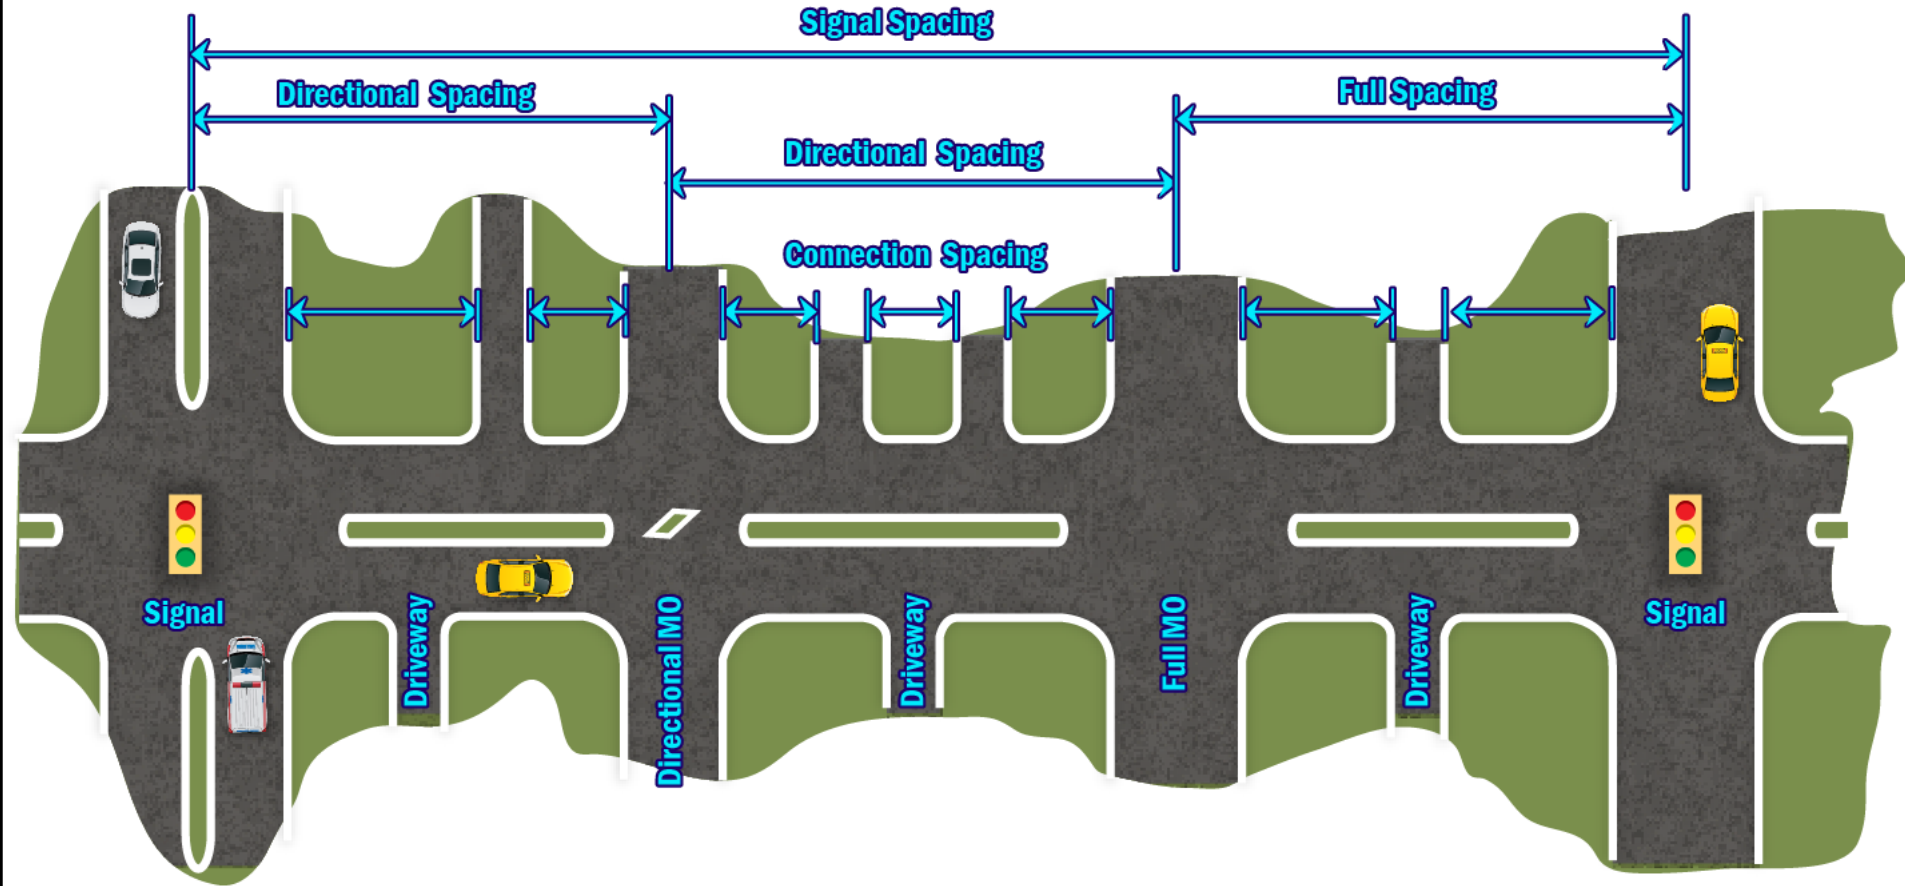 Signal Spacing
Directional Spacing
Full Spacing
Directional Spacing
Connection Spacing
Signal
Driveway
Directional MO
Driveway
Full MO
Driveway
Signal